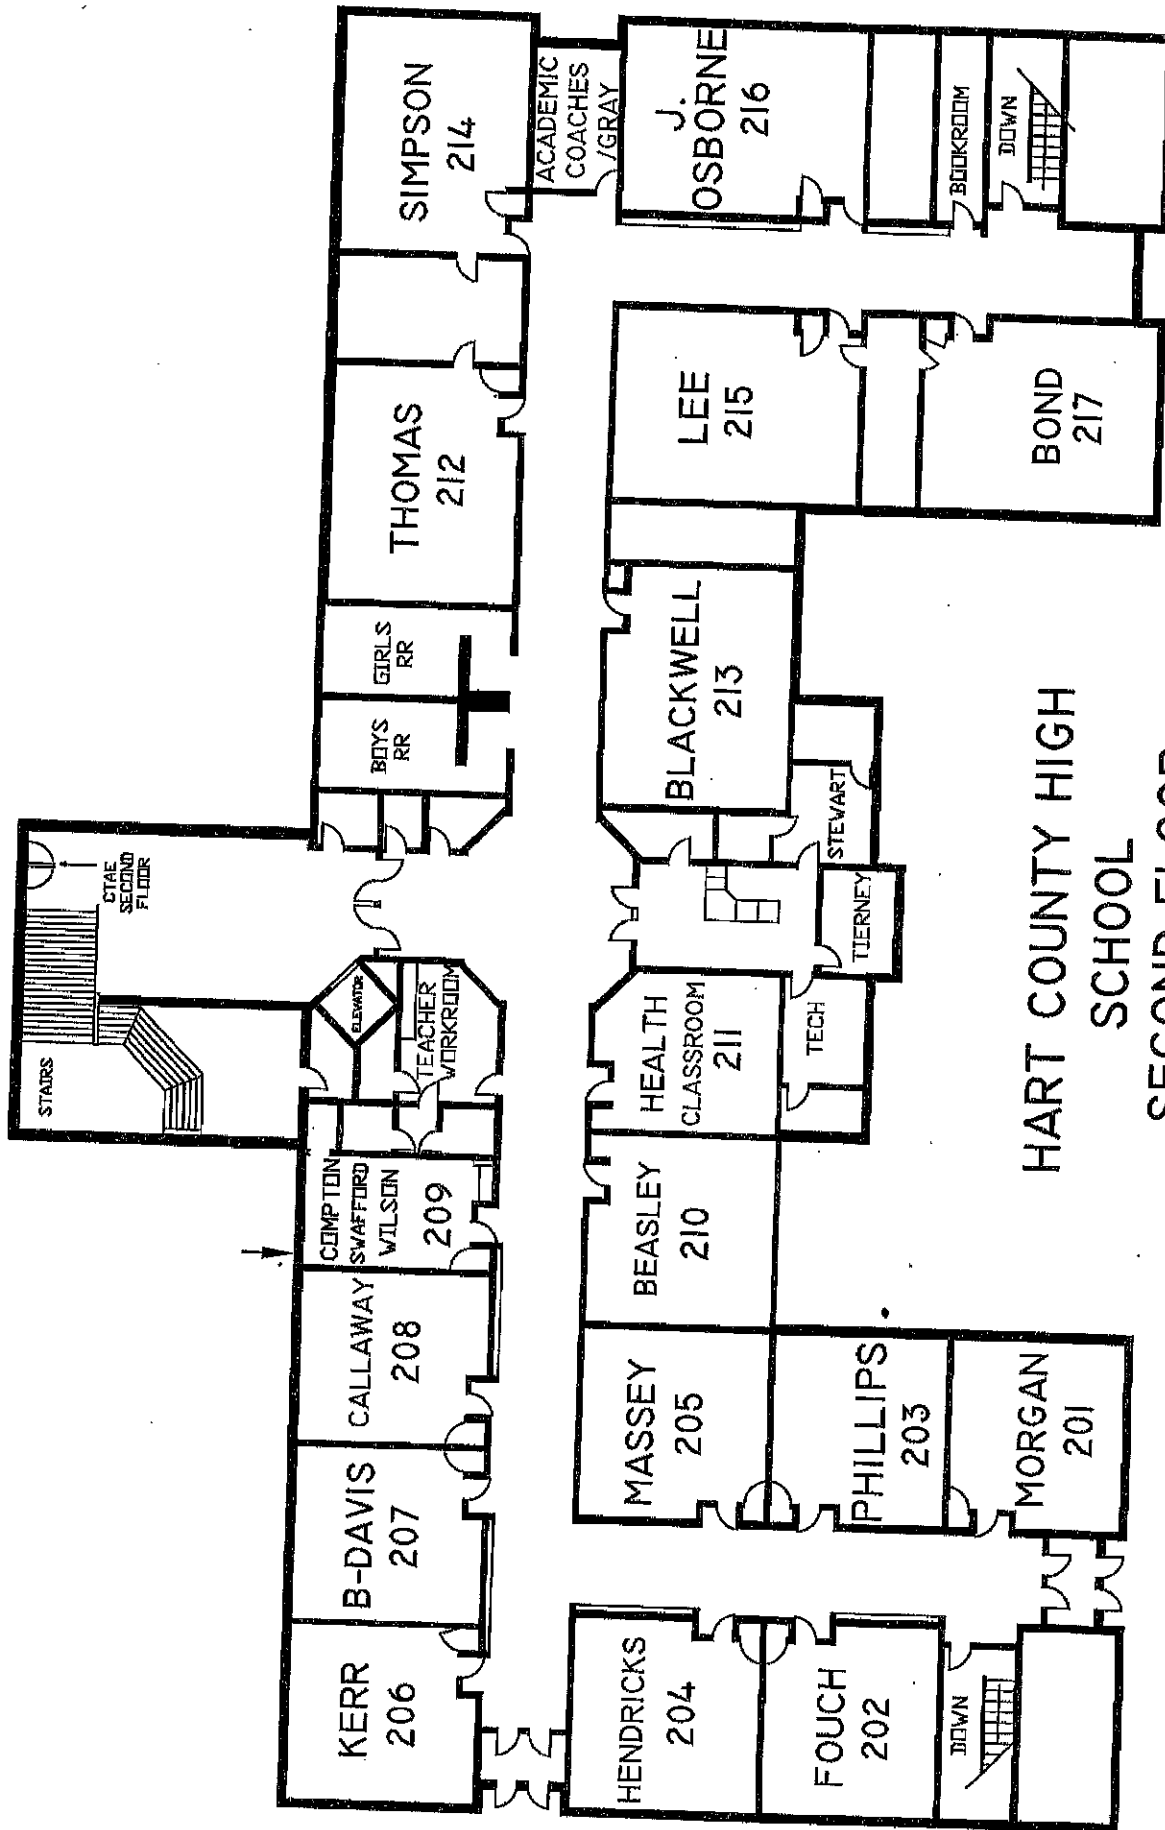 STAIRS
CTAE
SECOND
FLOOR
ELEVATOR
TEACHER
WORKROOM
KERR
206
B-DAVIS
207
CALLAWAY
208
COMPTON
SWAFFORD
WILSON
209
BOYS
RR
GIRLS
RR
THOMAS
212
SIMPSON
214
ACADEMIC
COACHES
/GRAY
HENDRICKS
204
MASSEY
205
BEASLEY
210
HEALTH
CLASSROOM
211
BLACKWELL
213
LEE
215
J.
OSBORNE
216
FOUCH
202
PHILLIPS
203
TECH
TIERNEY
STEWART
DOWN
MORGAN
201
BOND
217
BOOKROOM
DOWN
HART COUNTY HIGH
SCHOOL
SECOND FLOOR